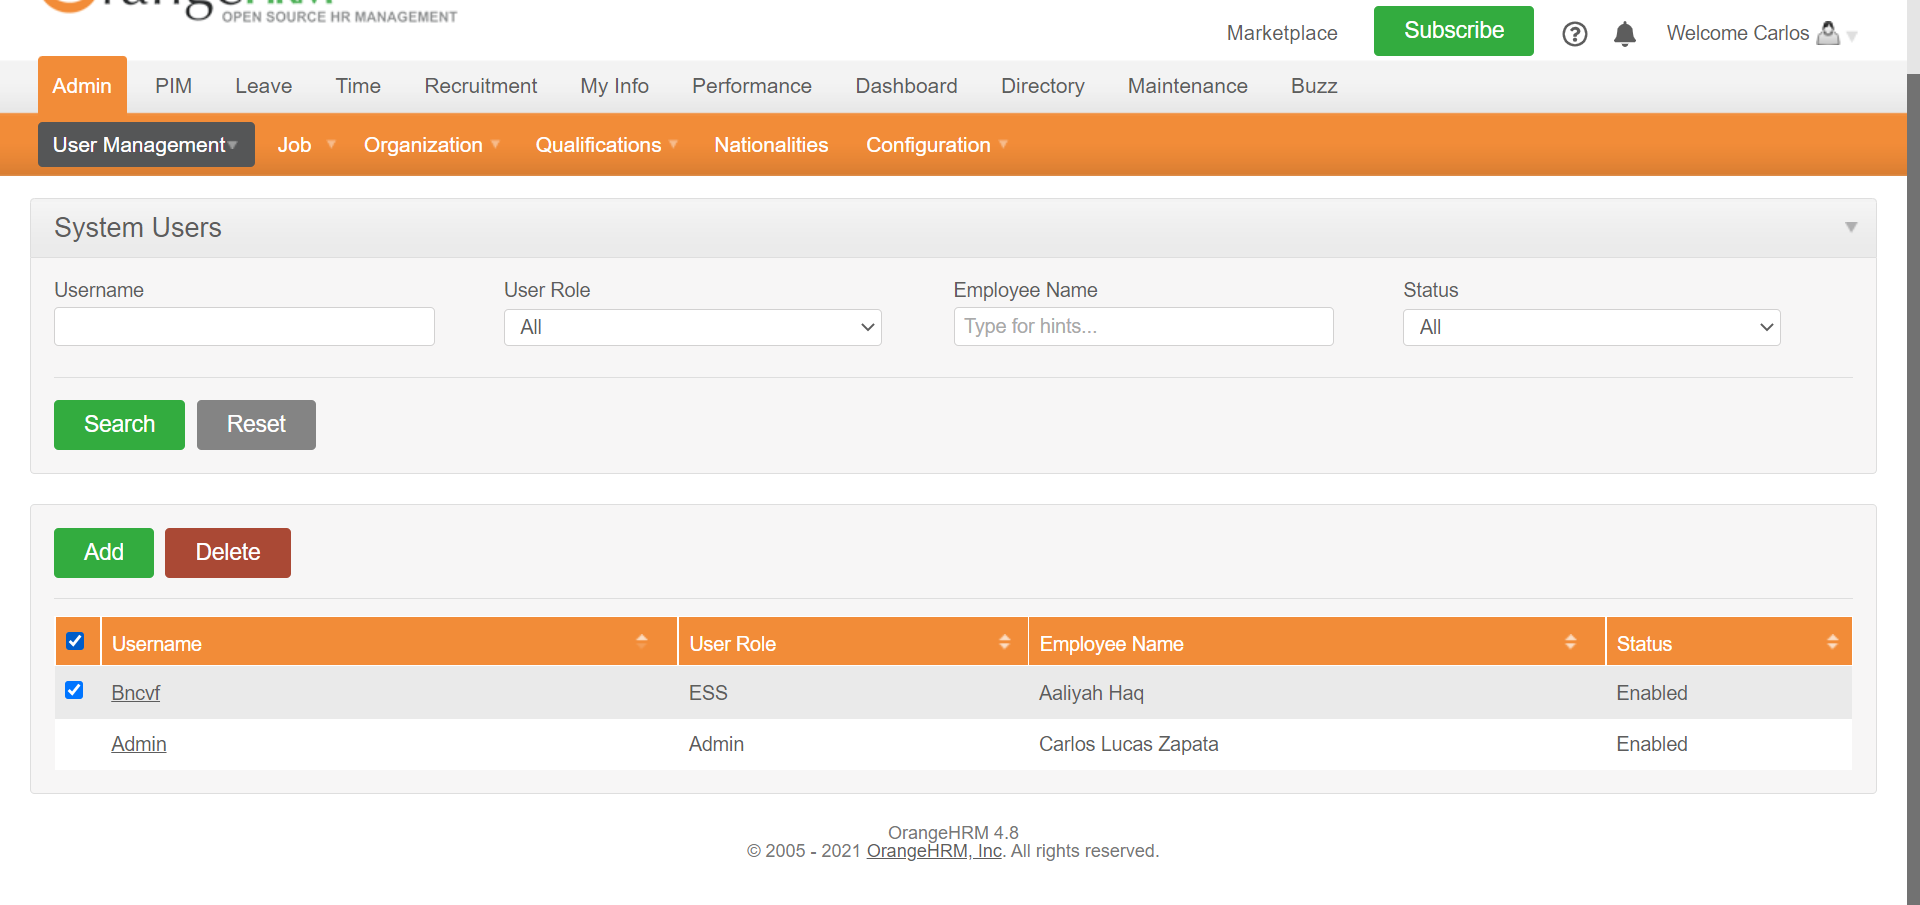 OPEN SOURCE HR MANAGEMENT
Marketplace Subscribe Welcome Carlos
Admin PIM Leave Time Recruitment My Info Performance Dashboard Directory Maintenance Buzz
User Management Job Organization Qualifications Nationalities Configuration
System Users
Username User Role Employee Name Status
All Type for hints... All
Search Reset
Add Delete
Username User Role Employee Name Status
Bncvf ESS Aaliyah Haq Enabled
Admin Admin Carlos Lucas Zapata Enabled
OrangeHRM 4.8
© 2005 - 2021 OrangeHRM, Inc. All rights reserved.